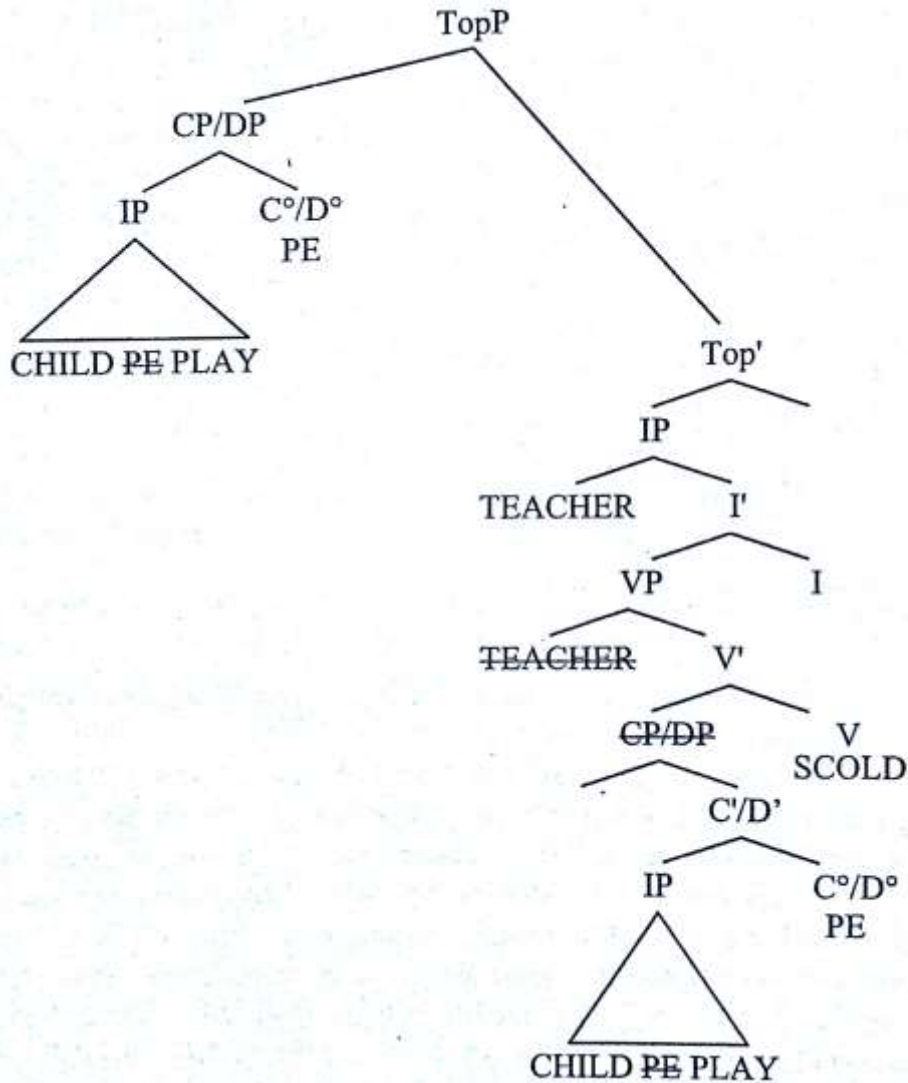 TopP
CP/DP
IP C°/D°
PE
CHILD PE PLAY
Top'
IP
TEACHER I'
VP I
TEACHER V'
CP/DP V
SCOLD
C'/D’
IP C°/D°
PE
CHILD PE PLAY